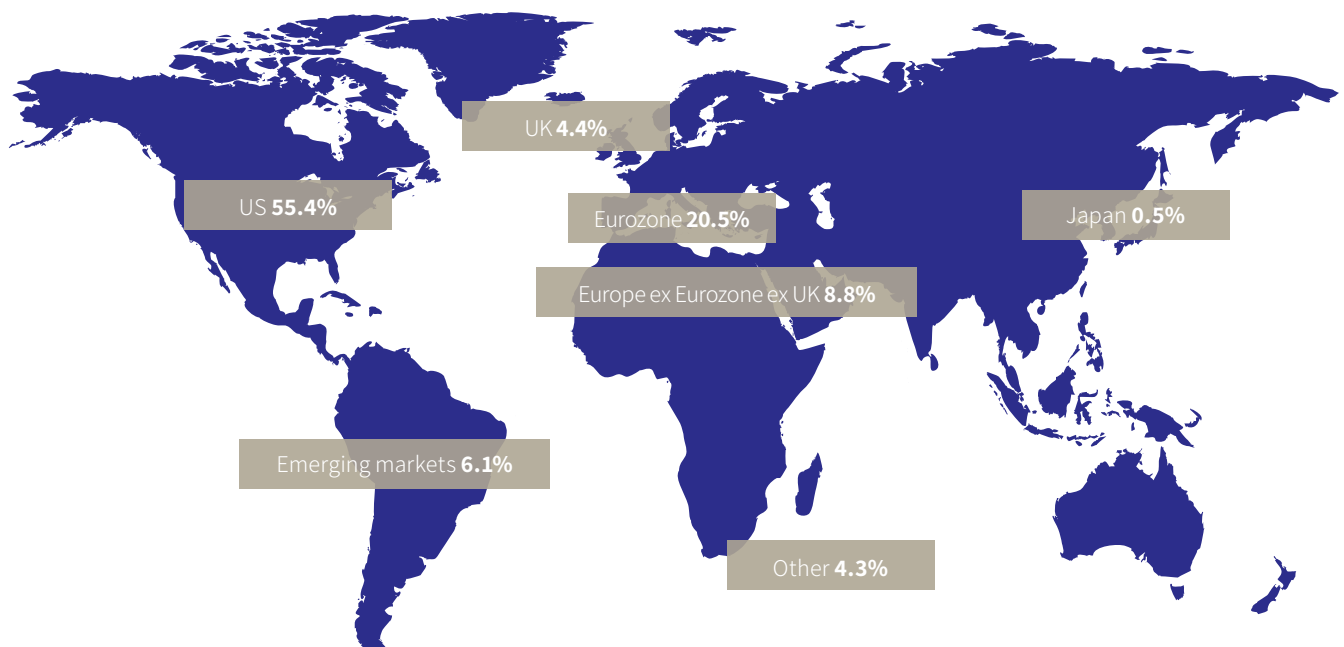 UK 4.4%
US 55.4%
Eurozone 20.5%
Japan 0.5%
Europe ex Eurozone ex UK 8.8%
Emerging markets 6.1%
Other 4.3%